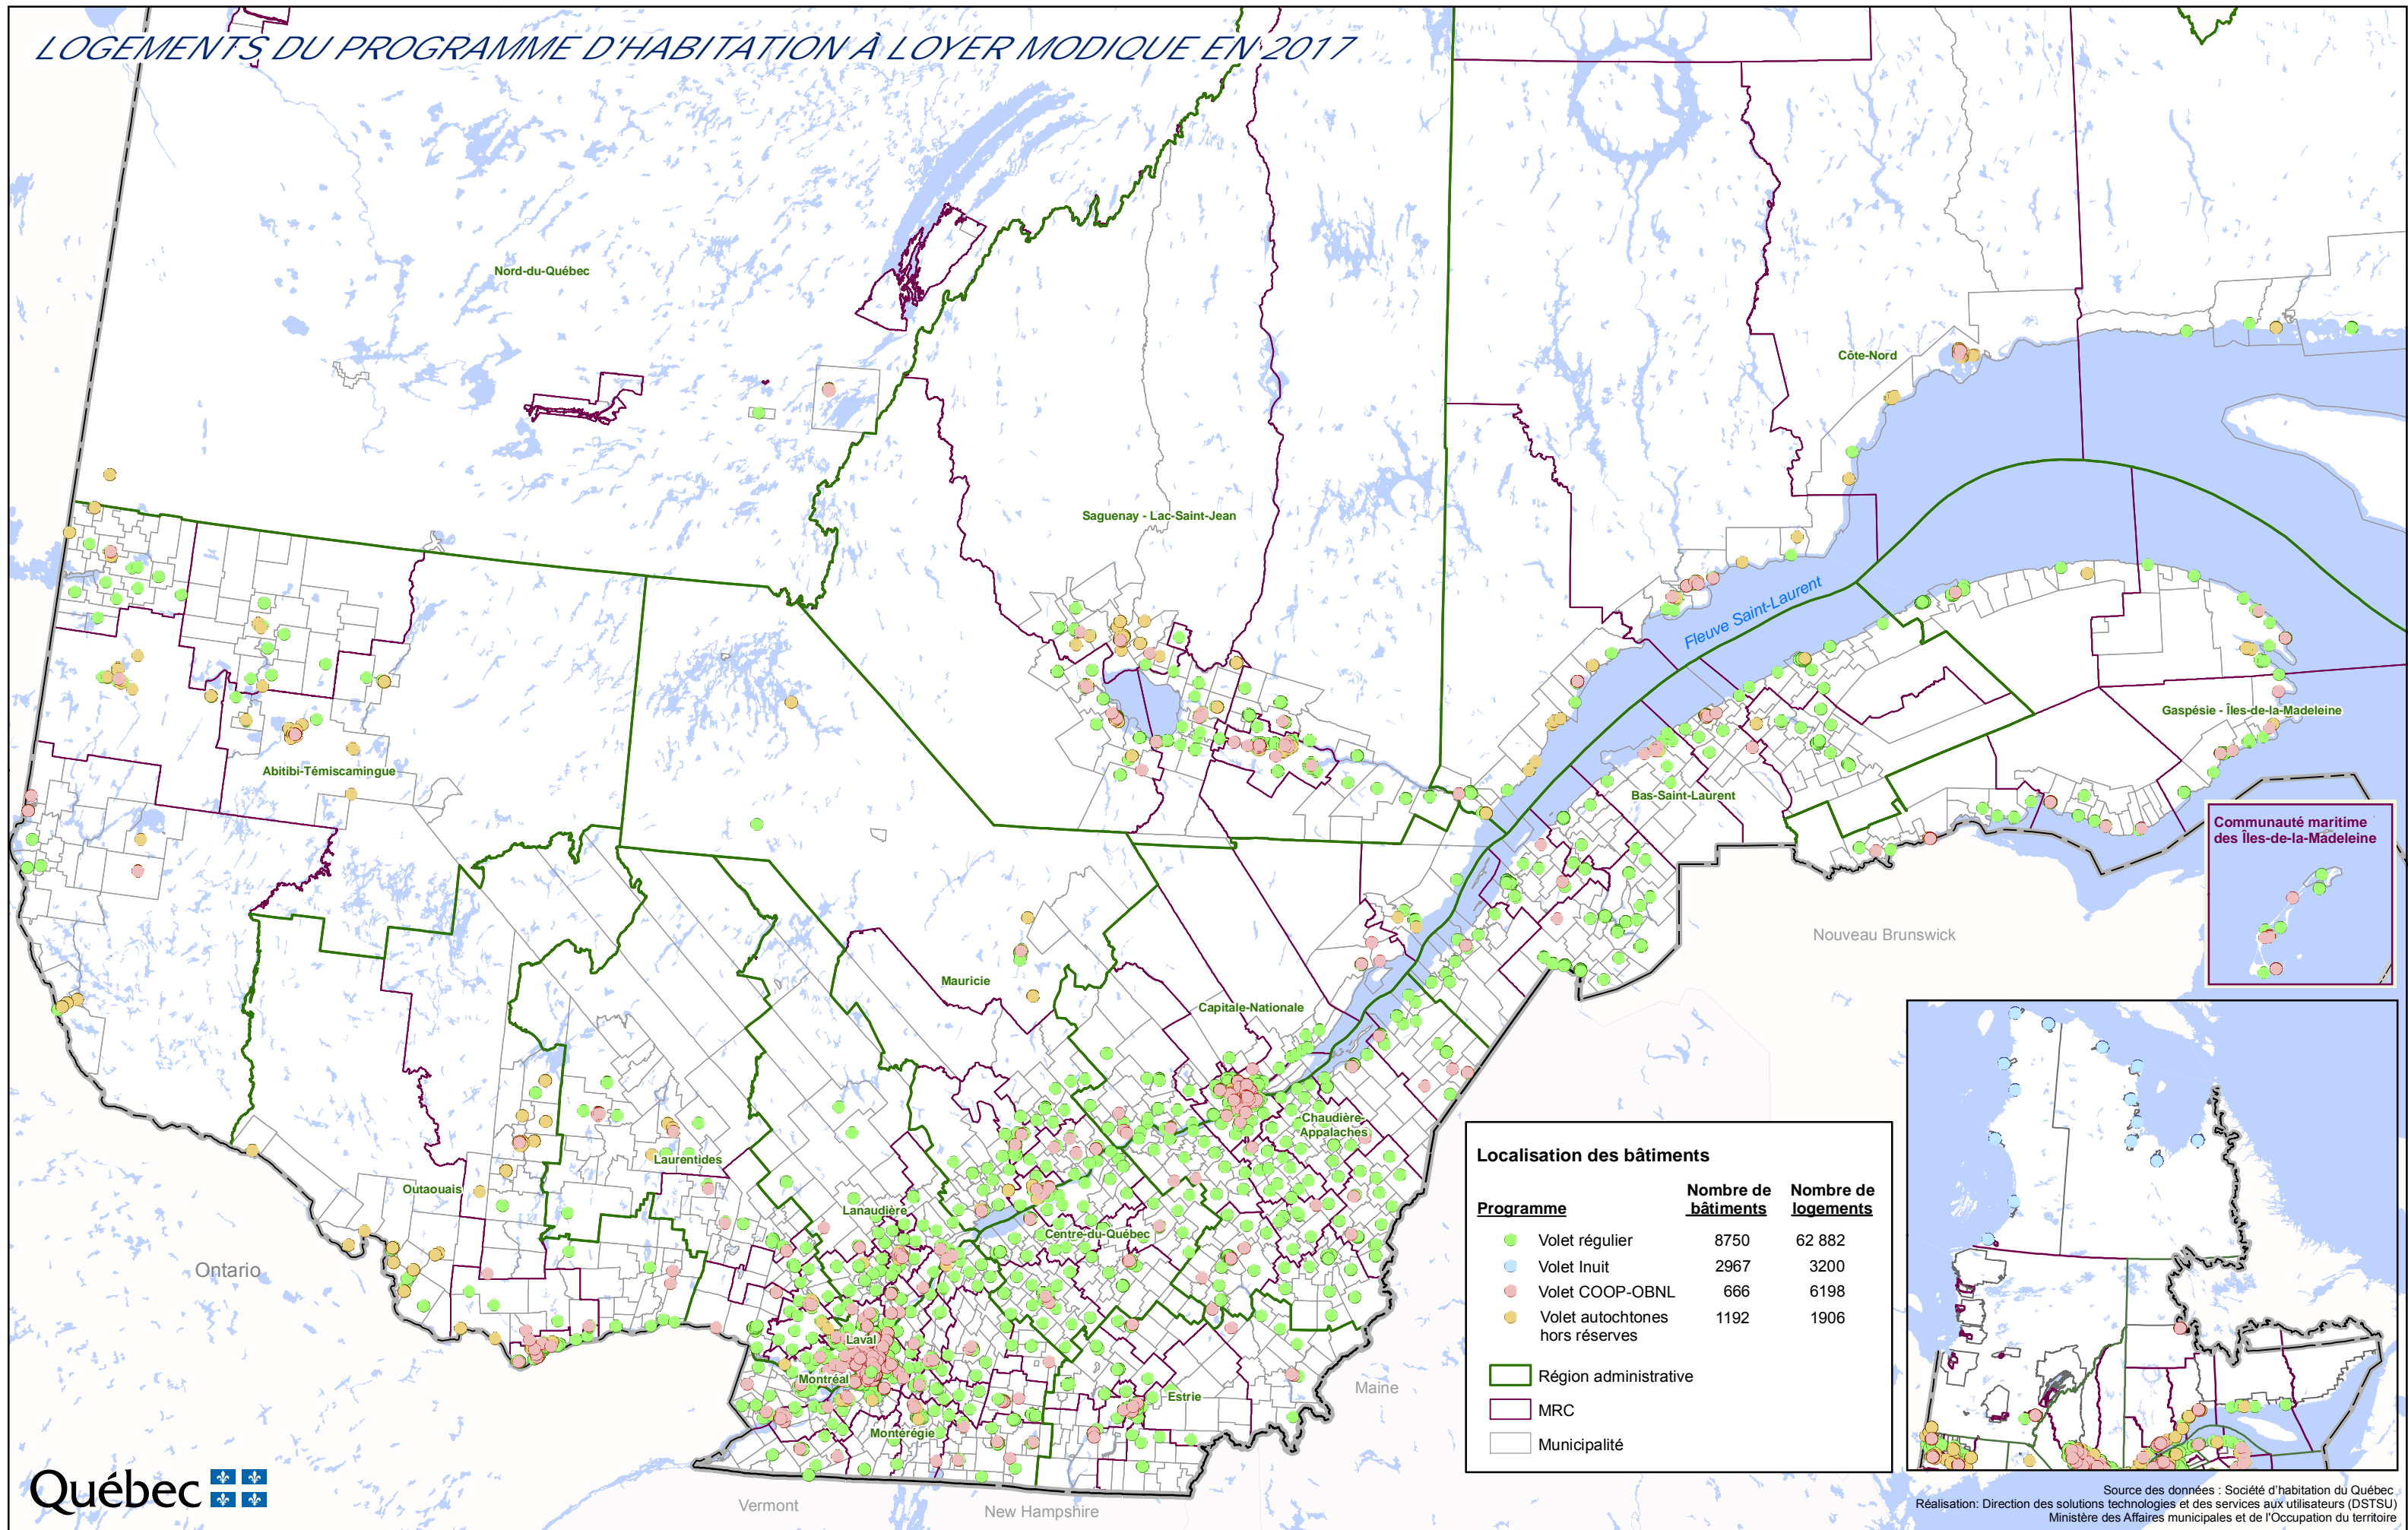 LOGEMENTS DU PROGRAMME D'HABITATION À LOYER MODIQUE EN 2017
Nord-du-Québec
Côte-Nord
Saguenay - Lac-Saint-Jean
Fleuve Saint-Laurent
Gaspésie - Îles-de-la-Madeleine
Abitibi-Témiscamingue
Bas-Saint-Laurent
Communauté maritime
des Îles-de-la-Madeleine
Nouveau Brunswick
Mauricie
Capitale-Nationale
Chaudière-
Appalaches
Laurentides
Outaouais
Lanaudière
Centre-du-Québec
Ontario
Laval
Montréal
Estrie
Maine
Montérégie
Vermont
New Hampshire
Localisation des bâtiments
Programme
Nombre de
bâtiments
Nombre de
logements
Volet régulier 8750 62 882
Volet Inuit 2967 3200
Volet COOP-OBNL 666 6198
Volet autochtones 1192 1906
hors réserves
Région administrative
MRC
Municipalité
Québec
Source des données : Société d'habitation du Québec
Réalisation: Direction des solutions technologies et des services aux utilisateurs (DSTSU)
Ministère des Affaires municipales et de l'Occupation du territoire